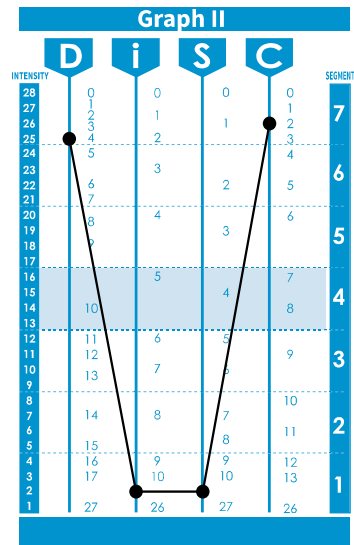 Graph II
D i S C
INTENSITY SEGMENT
28 0 0 0 0
27 1 1
26 2 1 1 2
3
25 4 2 3 7
24 5 4
23 3 6
22 6 2 5
21 7
20 8 4 6
19 3 5
18 9
17
16 5 7
15 4 4
14 10 8
13
12 11 6 5
11 12 9 3
10 13 7 6
9
8 10
7 14 8 7 2
6 11
5 15 8
4 16 9 9 12
3 17 10 10 13 1
2
1 27 26 27 26